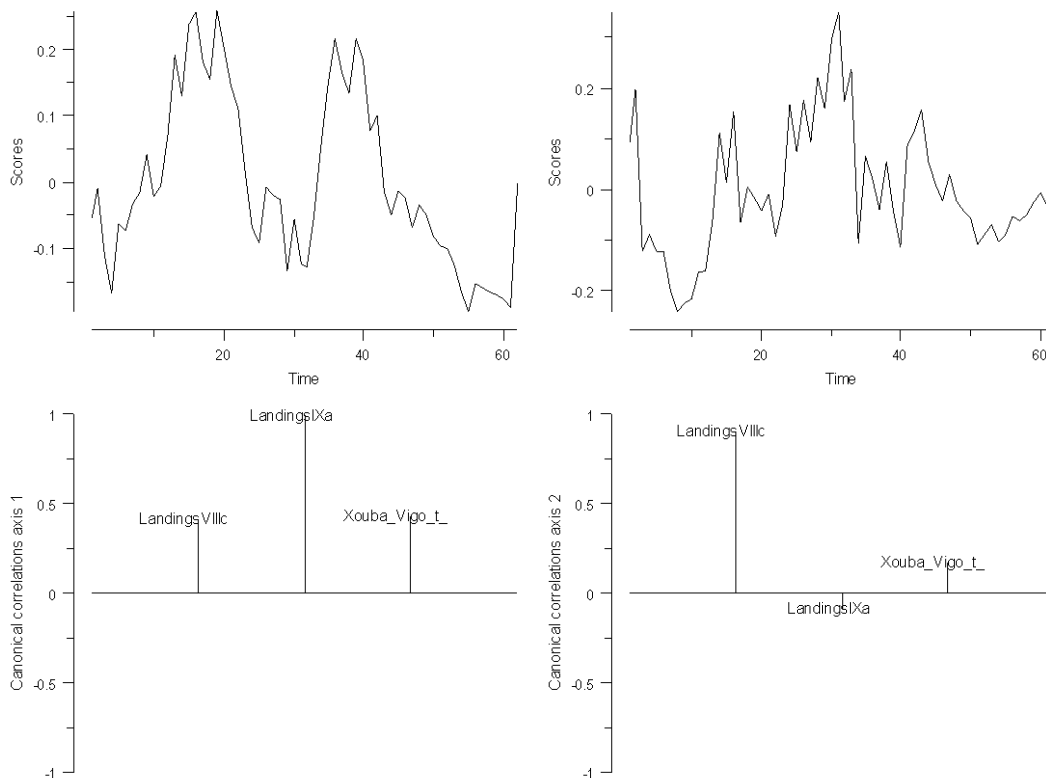 0.2
0.1
0
-0.1
Scores
20
40
60
Time
0.2
0
-0.2
Scores
20
40
60
Time
1
0.5
0
-0.5
-1
Canonical correlations axis 1
LandingsVIIIc
LandingsIXa
Xouba_Vigo_t_
1
0.5
0
-0.5
-1
Canonical correlations axis 2
LandingsVIIIc
LandingsIXa
Xouba_Vigo_t_